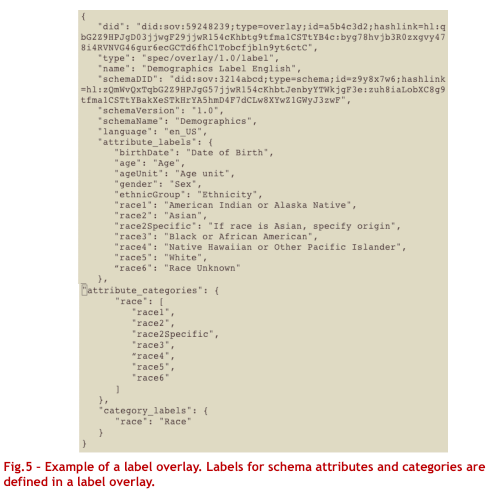 {
"did": "did:sov:59248239;type=overlay;id=a5b4c3d2;hashlink=hl:q
bG2Z9HPJgD03jjwgF29jjwR154cKhbtg9tfma1CSTtYB4c:byg78hvjb3R0zxgvy47
8i4RVNVG46gur6ecGCTd6fhClTobcfjbln9yt6ctC",
"type": "spec/overlay/1.0/label",
"name": "Demographics Label English",
"schemaDID": "did:sov:3214abcd;type=schema;id=z9y8x7w6;hashlink
=hl:zQmWvQxTqbG2Z9HPJgG57jjwR154cKhbtJenbyYTWkjgF3e:zuh8iaLobXC8g9
tfma1CSTtYBakXeSTkHrYA5hmD4F7dCLw8XYwZ1GWyJ3zwF",
"schemaVersion": "1.0",
"schemaName": "Demographics",
"language": "en_US",
"attribute_labels": {
"birthDate": "Date of Birth",
"age": "Age",
"ageUnit": "Age unit",
"gender": "Sex",
"ethnicGroup": "Ethnicity",
"race1": "American Indian or Alaska Native",
"race2": "Asian",
"race2Specific": "If race is Asian, specify origin",
"race3": "Black or African American",
"race4": "Native Hawaiian or Other Pacific Islander",
"race5": "White",
"race6": "Race Unknown"
},
"attribute_categories": {
"race": [
"race1",
"race2",
"race2Specific",
"race3",
"race4",
"race5",
"race6"
]
},
"category_labels": {
"race": "Race"
}
}
Fig.5 - Example of a label overlay. Labels for schema attributes and categories are
defined in a label overlay.